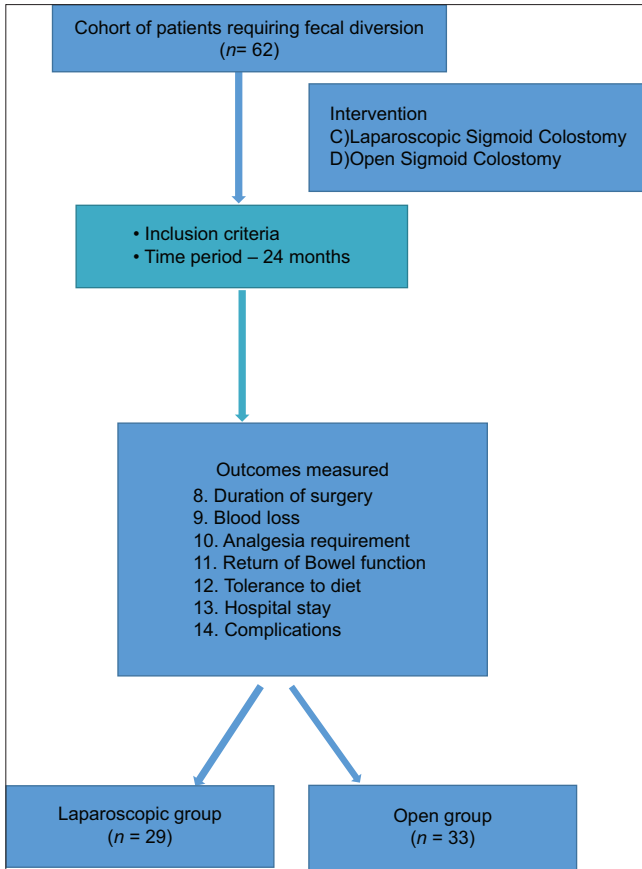 Cohort of patients requiring fecal diversion
(n= 62)
Intervention
C)Laparoscopic Sigmoid Colostomy
D)Open Sigmoid Colostomy
• Inclusion criteria
• Time period – 24 months
Outcomes measured
8. Duration of surgery
9. Blood loss
10. Analgesia requirement
11. Return of Bowel function
12. Tolerance to diet
13. Hospital stay
14. Complications
Laparoscopic group
(n = 29)
Open group
(n = 33)